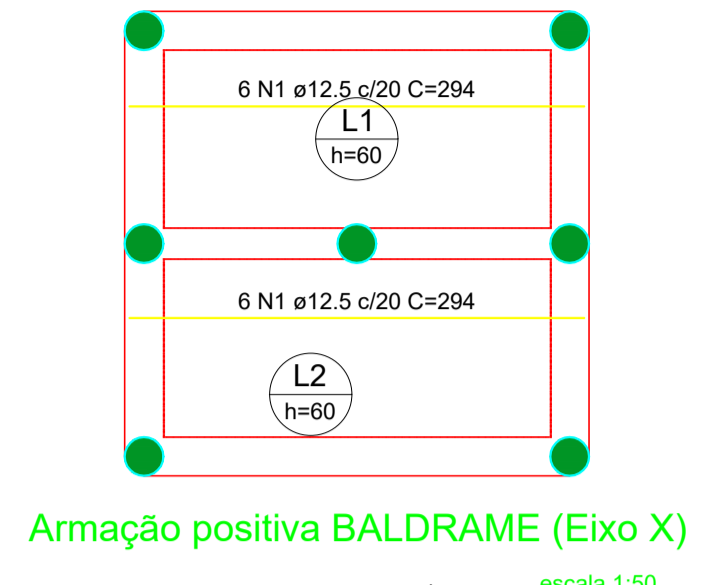 6 N1 ø12.5 c/20 C=294
L1
h=60
6 N1 ø12.5 c/20 C=294
L2
h=60
Armação positiva BALDRAME (Eixo X)
escala 1:50